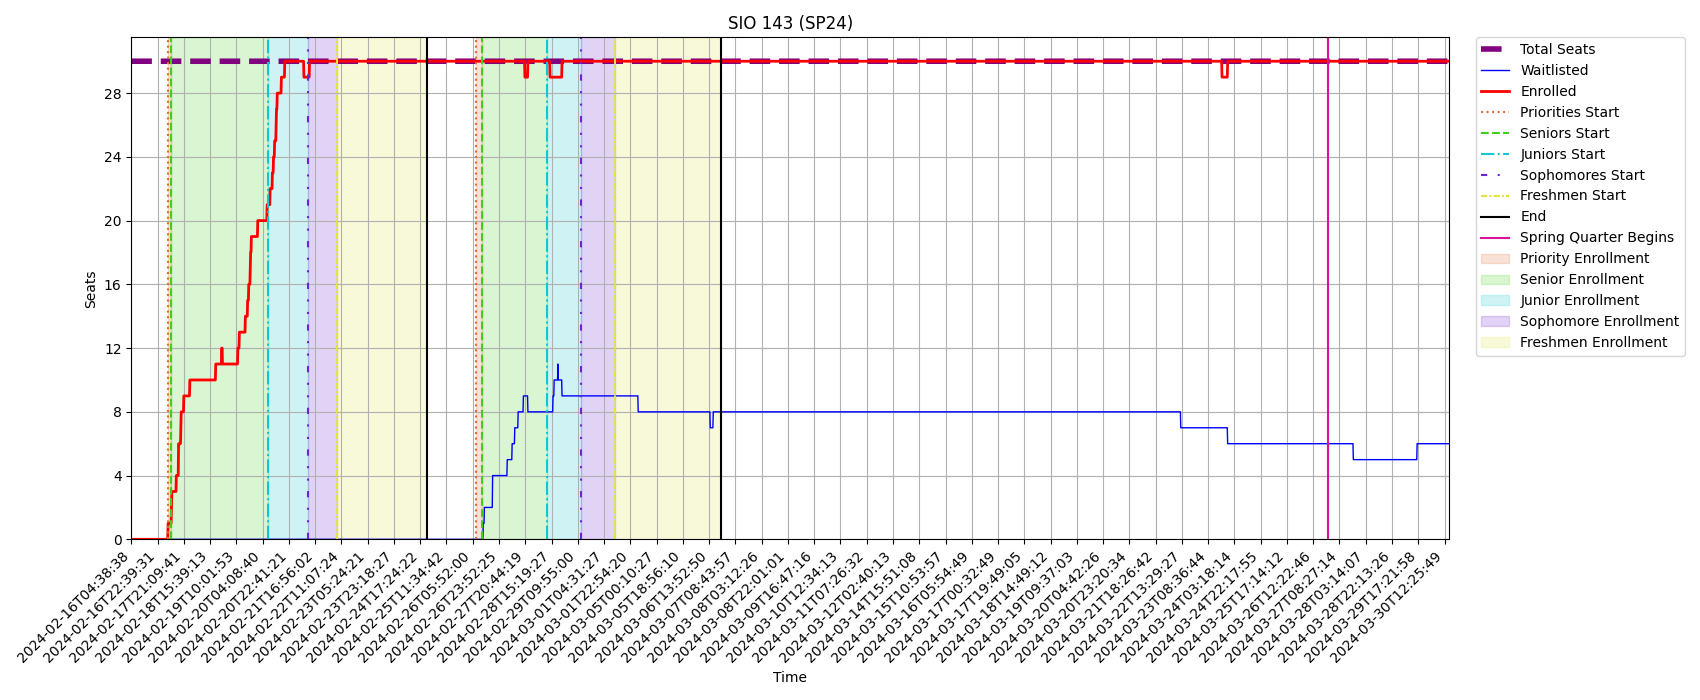 SIO 143 (SP24)
Total Seats
Waitlisted
Enrolled
Priorities Start
Seniors Start
Juniors Start
Sophomores Start
Freshmen Start
End
Spring Quarter Begins
Priority Enrollment
Senior Enrollment
Junior Enrollment
Sophomore Enrollment
Freshmen Enrollment
Seats
28
24
20
16
12
8
4
0
2024-02-16T04:38:38
2024-02-16T22:39:31
2024-02-17T21:09:41
2024-02-18T15:39:13
2024-02-19T10:01:53
2024-02-20T04:08:40
2024-02-20T22:41:21
2024-02-21T16:56:02
2024-02-22T11:07:24
2024-02-23T05:24:21
2024-02-23T23:18:27
2024-02-24T17:24:22
2024-02-25T11:34:42
2024-02-26T05:52:00
2024-02-26T23:52:25
2024-02-27T20:44:19
2024-02-28T15:19:27
2024-02-29T09:55:00
2024-03-01T04:31:27
2024-03-01T22:54:20
2024-03-05T00:10:27
2024-03-05T18:56:10
2024-03-06T13:52:50
2024-03-07T08:43:57
2024-03-08T03:12:26
2024-03-08T22:01:01
2024-03-09T16:47:16
2024-03-10T12:34:13
2024-03-11T07:26:32
2024-03-12T02:40:13
2024-03-14T15:51:08
2024-03-15T10:53:57
2024-03-16T05:54:49
2024-03-17T00:32:49
2024-03-17T19:49:05
2024-03-18T14:49:12
2024-03-19T09:37:03
2024-03-20T04:42:26
2024-03-20T23:20:34
2024-03-21T18:26:42
2024-03-22T13:29:27
2024-03-23T08:36:44
2024-03-24T03:18:14
2024-03-24T22:17:55
2024-03-25T17:14:12
2024-03-26T12:22:46
2024-03-27T08:27:14
2024-03-28T03:14:07
2024-03-28T22:13:26
2024-03-29T17:21:58
2024-03-30T12:25:49
Time